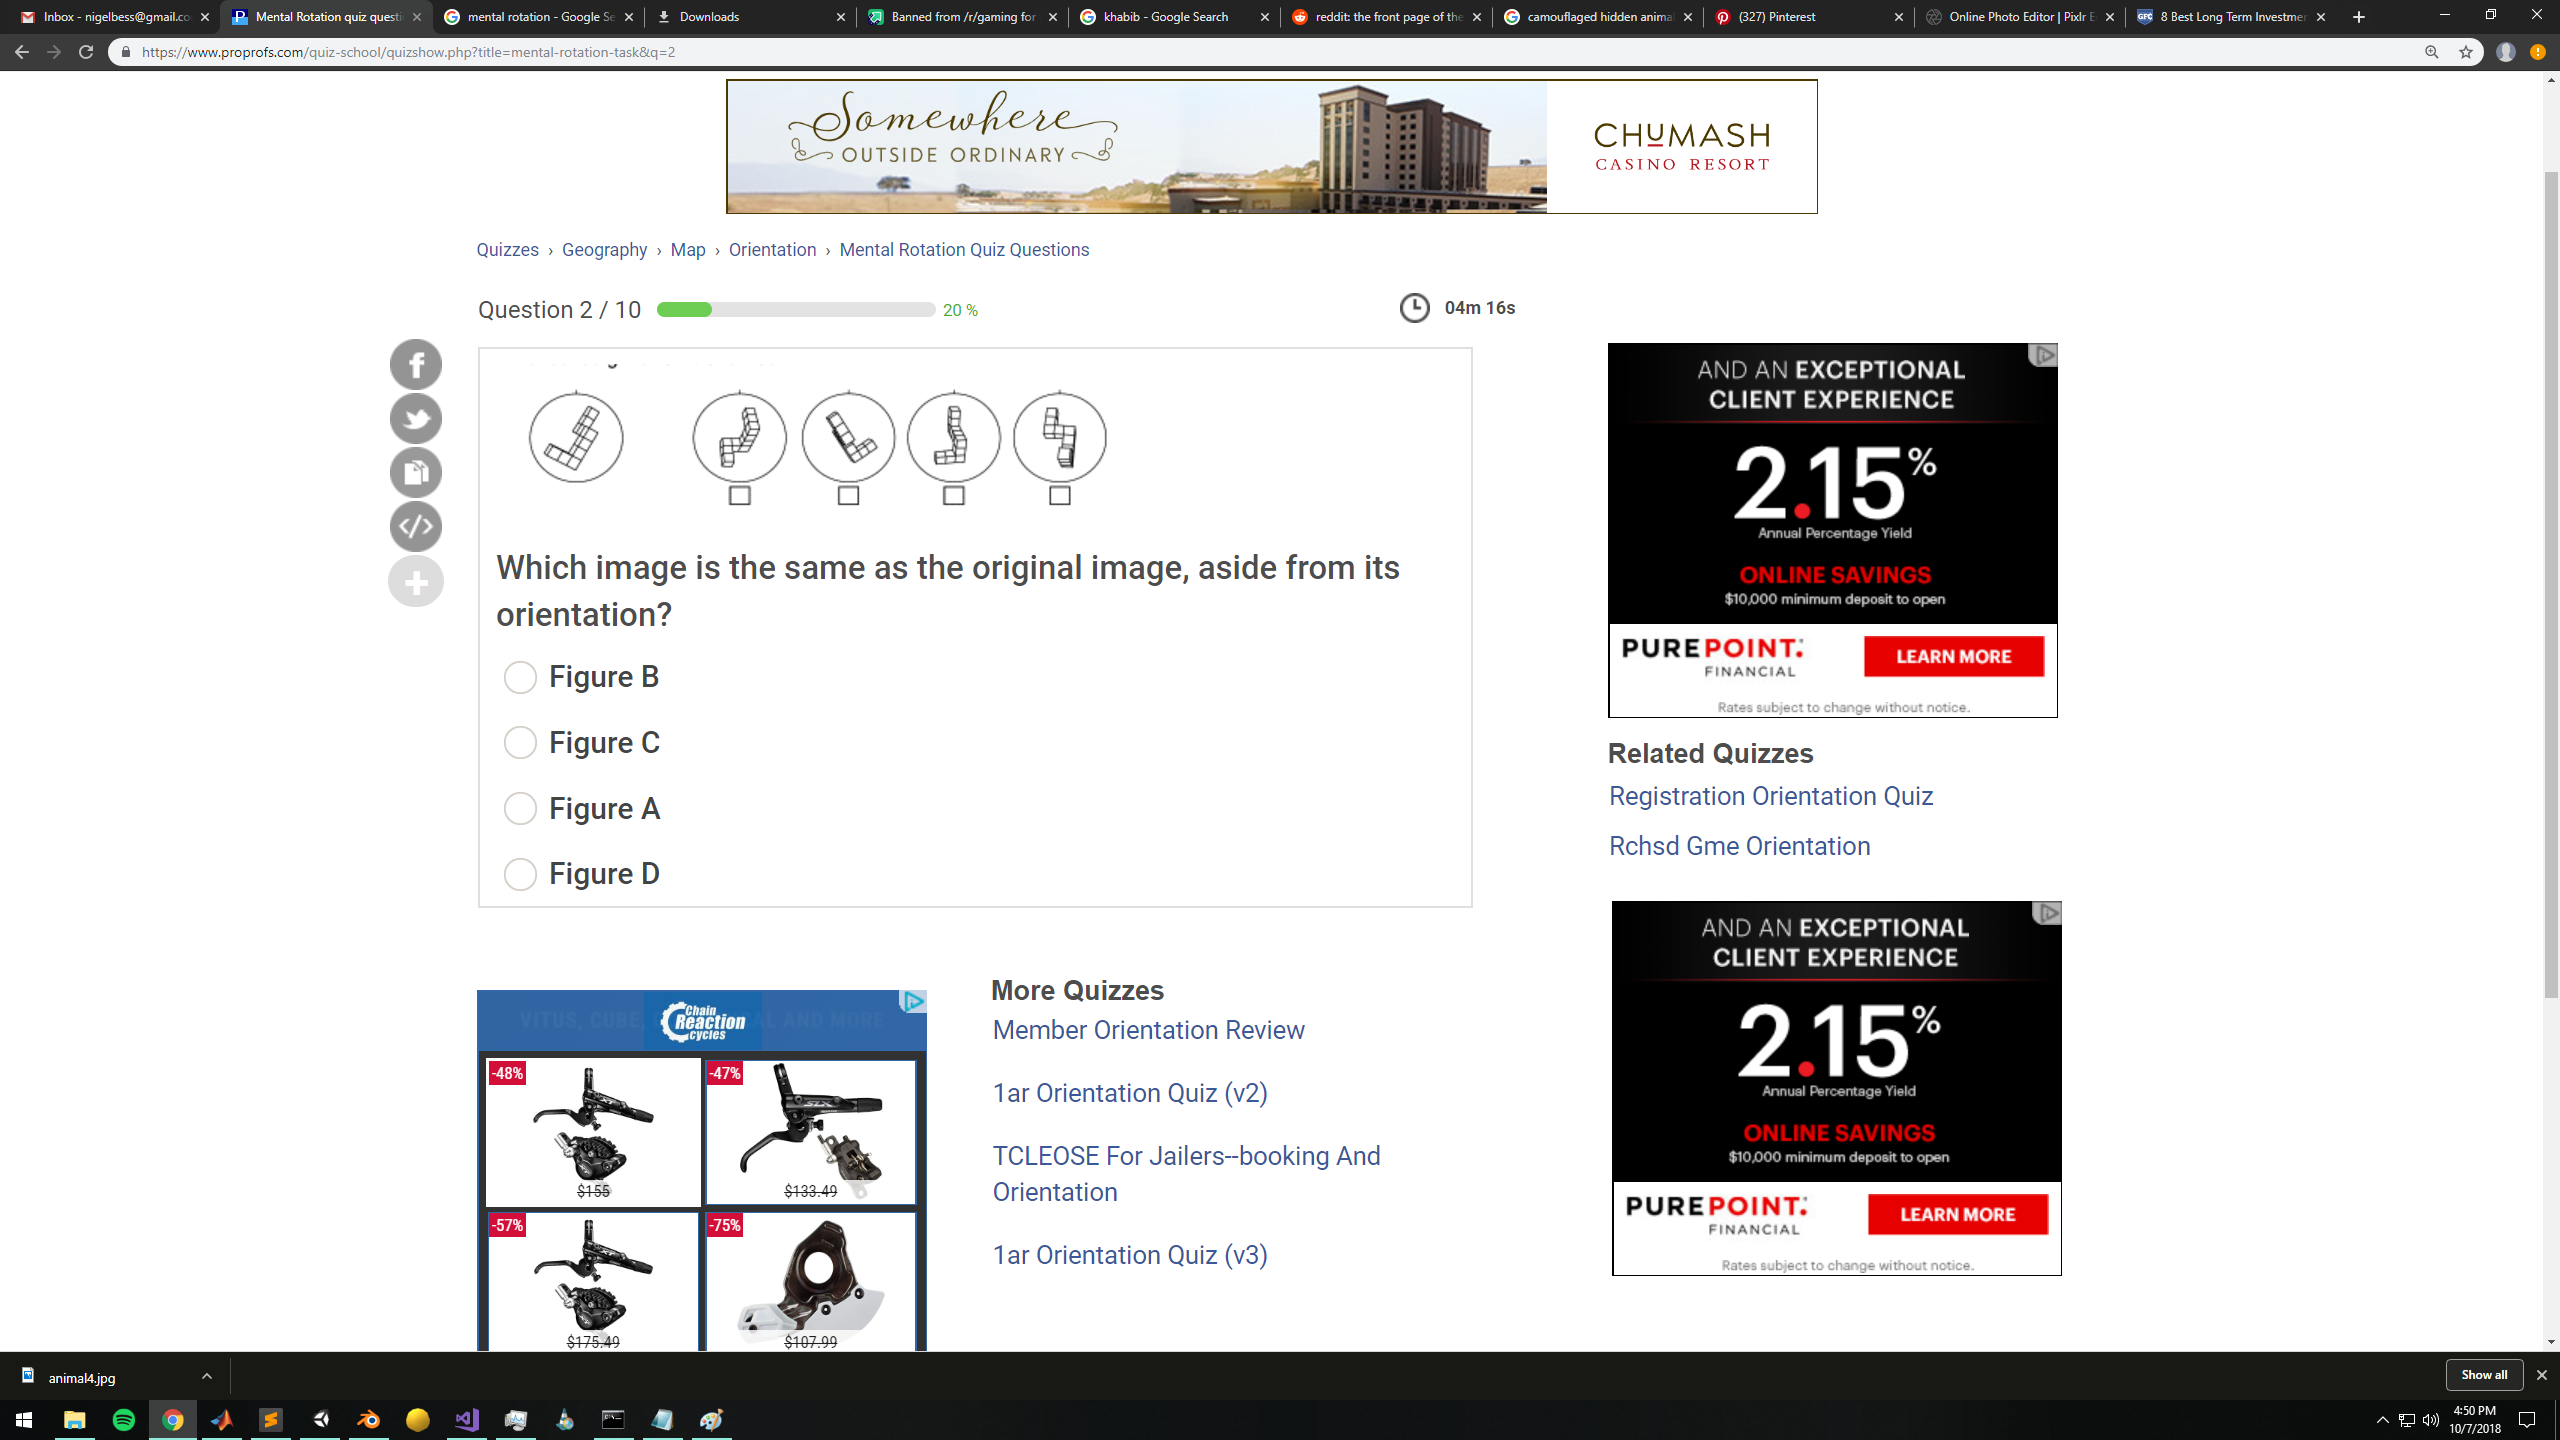 Inbox - nigelbess@gmail.co
Mental Rotation quiz questi
mental rotation - Google Se
Downloads
Banned from /r/gaming for
khabib - Google Search
reddit: the front page of the
camouflaged hidden animal
(327) Pinterest
Online Photo Editor | Pixlr E
GFC 8 Best Long Term Investmen
https://www.proprofs.com/quiz-school/quizshow.php?title=mental-rotation-task&q=2
Somewhere
OUTSIDE ORDINARY
CHUMASH
CASINO RESORT
Quizzes › Geography › Map › Orientation › Mental Rotation Quiz Questions
Question 2 / 10
20 %
04m 16s
Which image is the same as the original image, aside from its
orientation?
Figure B
Figure C
Figure A
Figure D
AND AN EXCEPTIONAL
CLIENT EXPERIENCE
2.15%
Annual Percentage Yield
ONLINE SAVINGS
$10,000 minimum deposit to open
PUREPOINT.
FINANCIAL
LEARN MORE
Rates subject to change without notice.
Related Quizzes
Registration Orientation Quiz
Rchsd Gme Orientation
AND AN EXCEPTIONAL
CLIENT EXPERIENCE
2.15%
Annual Percentage Yield
ONLINE SAVINGS
$10,000 minimum deposit to open
PUREPOINT.
FINANCIAL
LEARN MORE
Rates subject to change without notice.
VITUS, CUBE,
AL AND MORE
Chain
Reaction
Cycles
-48%
$155
-47%
SLX
$133.49
-57%
$175.49
-75%
$107.99
More Quizzes
Member Orientation Review
1ar Orientation Quiz (v2)
TCLEOSE For Jailers--booking And
Orientation
1ar Orientation Quiz (v3)
animal4.jpg
Show all
4:50 PM
10/7/2018